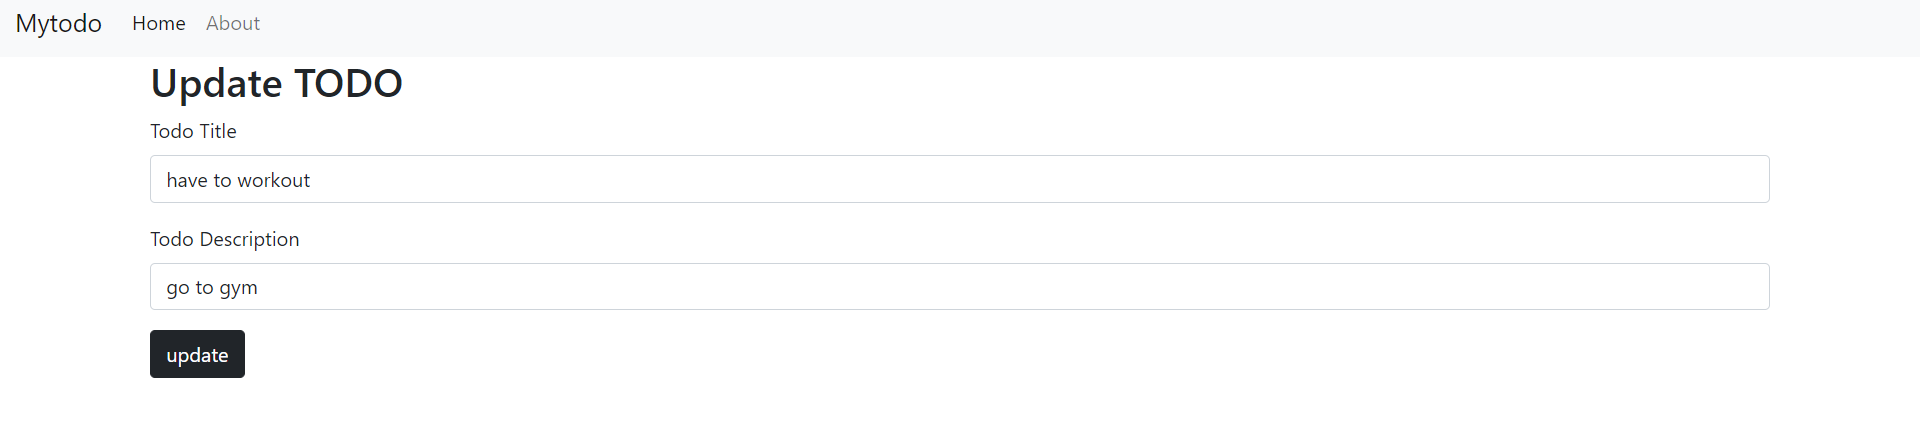 Mytodo Home About
Update TODO
Todo Title
have to workout
Todo Description
go to gym
update